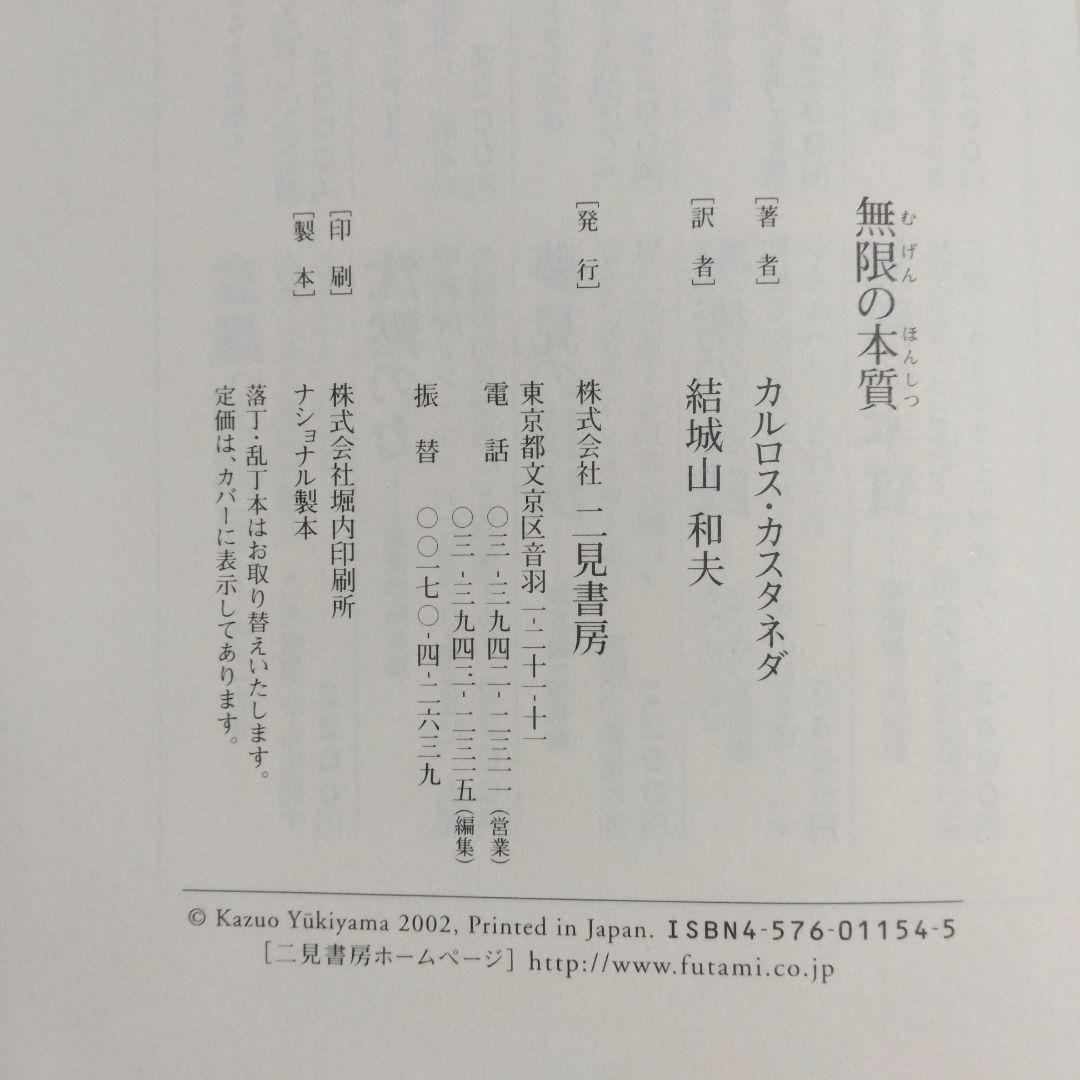 無限の本質
むげん ほんしつ
［著 者］ カルロス・カスタネダ
［訳 者］ 結城山 和夫
［発 行］ 株式会社 二見書房
東京都文京区音羽 一-二十一-十一
電 話 〇三-三九四二-二三一一（営業）
〇三-三九四三-二三一五（編集）
振 替 〇〇一七〇-四-二六三九
［印 刷］ 株式会社堀内印刷所
［製 本］ ナショナル製本
落丁・乱丁本はお取り替えいたします。
定価は、カバーに表示してあります。
© Kazuo Yūkiyama 2002, Printed in Japan. ISBN4-576-01154-5
［二見書房ホームページ］ http://www.futami.co.jp